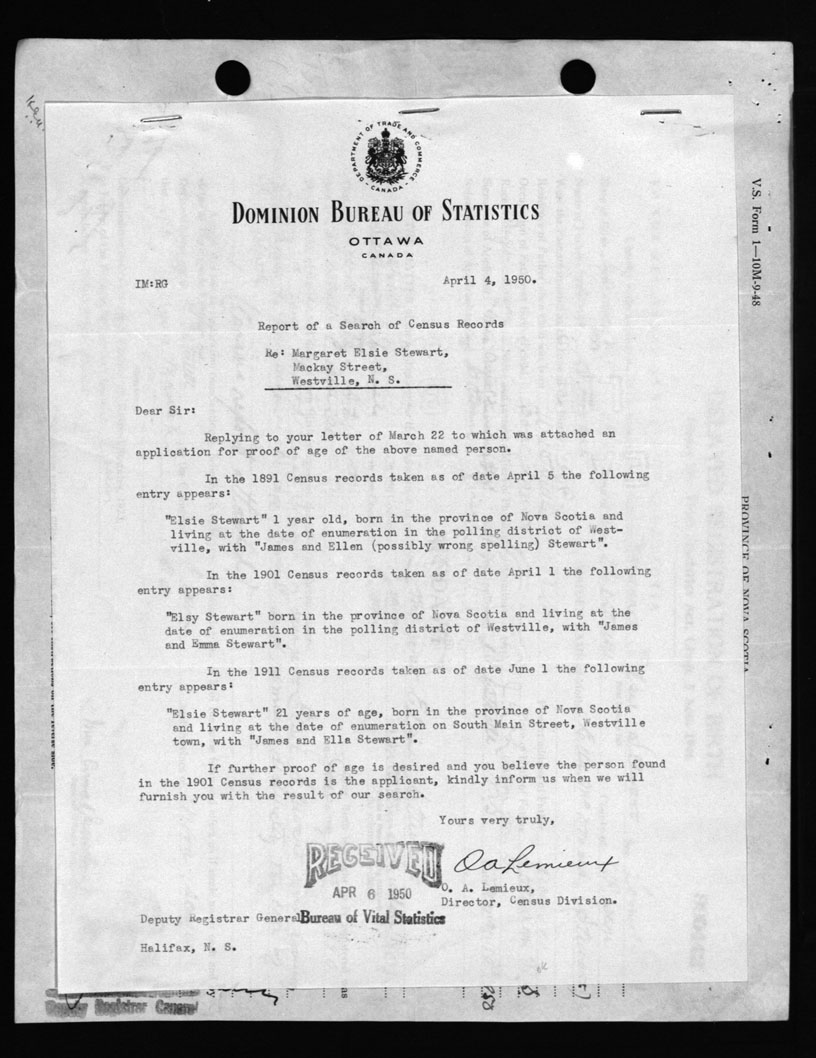 DEPARTMENT OF TRADE AND COMMERCE
CANADA
DOMINION BUREAU OF STATISTICS
OTTAWA
CANADA
IM:RG
April 4, 1950.
Report of a Search of Census Records
Re: Margaret Elsie Stewart,
Mackay Street,
Westville, N. S.
Dear Sir:
Replying to your letter of March 22 to which was attached an
application for proof of age of the above named person.
In the 1891 Census records taken as of date April 5 the following
entry appears:
"Elsie Stewart" 1 year old, born in the province of Nova Scotia and
living at the date of enumeration in the polling district of West-
ville, with "James and Ellen (possibly wrong spelling) Stewart".
In the 1901 Census records taken as of date April 1 the following
entry appears:
"Elsy Stewart" born in the province of Nova Scotia and living at the
date of enumeration in the polling district of Westville, with "James
and Emma Stewart".
In the 1911 Census records taken as of date June 1 the following
entry appears:
"Elsie Stewart" 21 years of age, born in the province of Nova Scotia
and living at the date of enumeration on South Main Street, Westville
town, with "James and Ella Stewart".
If further proof of age is desired and you believe the person found
in the 1901 Census records is the applicant, kindly inform us when we will
furnish you with the result of our search.
Yours very truly,
O A Lemieux
O. A. Lemieux,
Director, Census Division.
RECEIVED
APR 6 1950
Bureau of Vital Statistics
Deputy Registrar General
Halifax, N. S.
V.S. Form 1—10M-9-48
PROVINCE OF NOVA SCOTIA
Deputy Registrar General